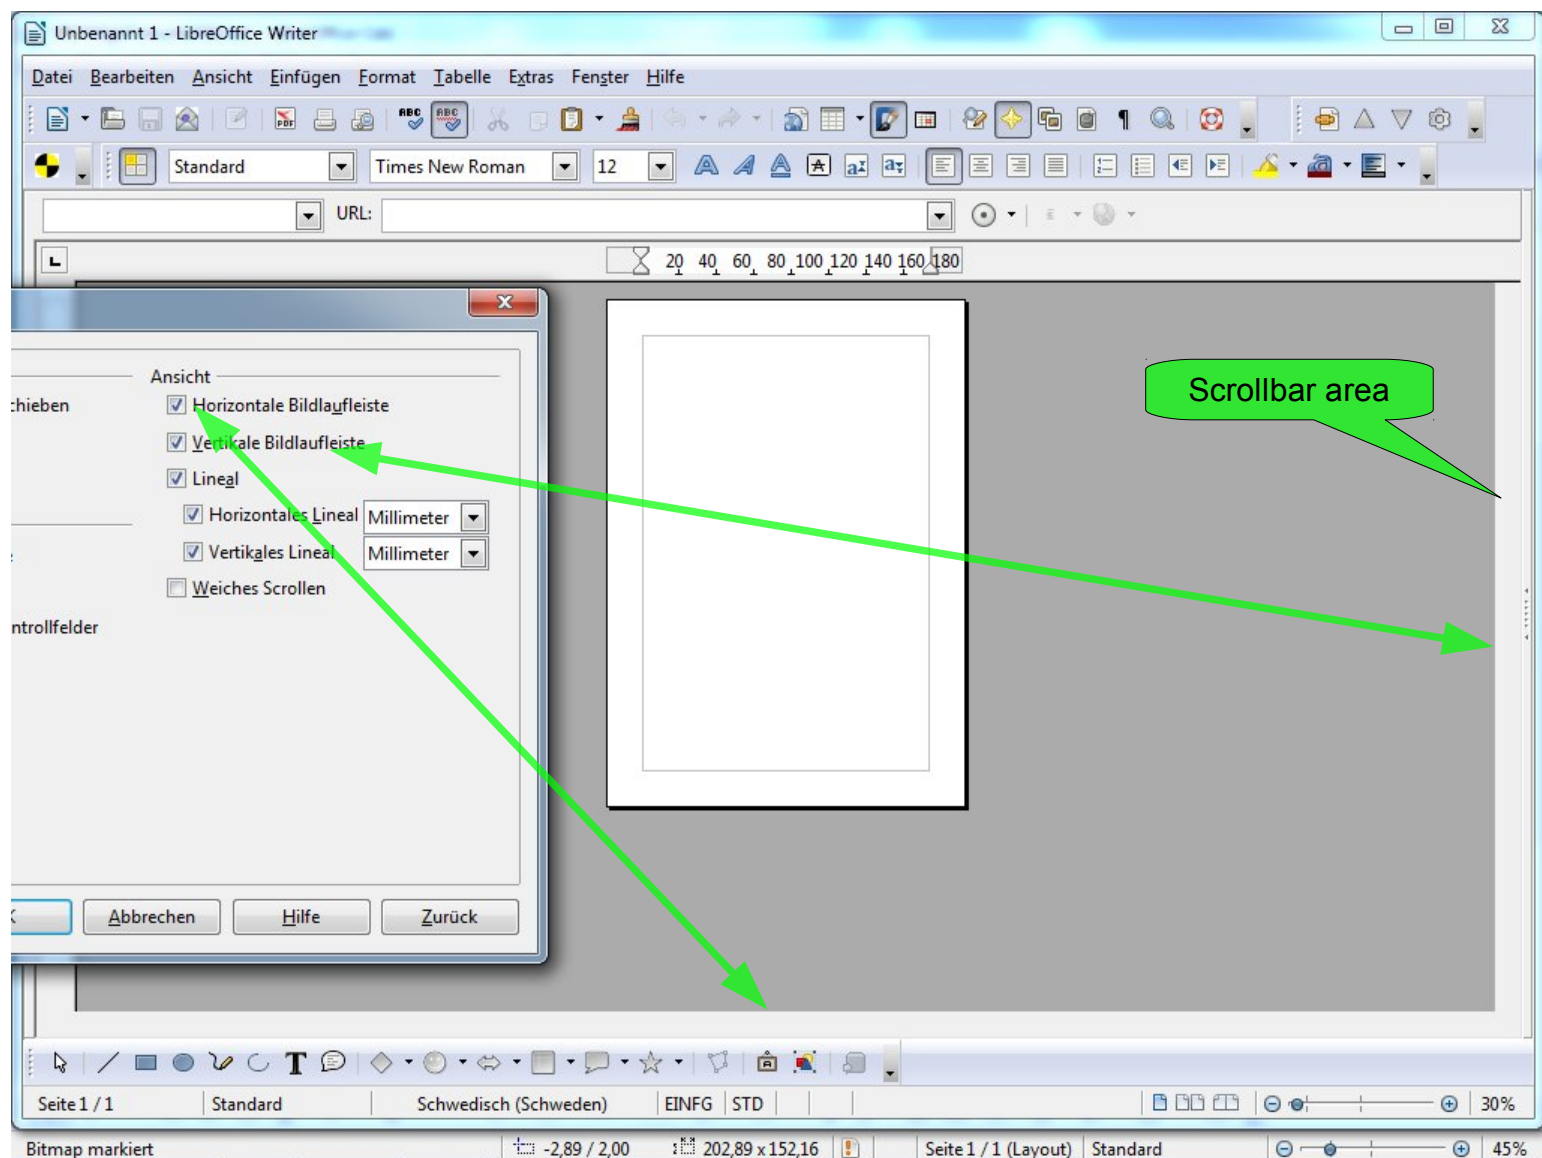 Unbenannt 1 - LibreOffice Writer
Datei Bearbeiten Ansicht Einfügen Format Tabelle Extras Fenster Hilfe
Standard Times New Roman 12
URL:
20 40 60 80 100 120 140 160 180
Ansicht
chieben Horizontale Bildlaufleiste
Scrollbar area
Vertikale Bildlaufleiste
Lineal
Horizontales Lineal Millimeter
Vertikales Lineal Millimeter
Weiches Scrollen
ntrollfelder
Abbrechen Hilfe Zurück
Seite 1 / 1 Standard Schwedisch (Schweden) EINFG STD 30%
Bitmap markiert -2,89 / 2,00 202,89 x 152,16 Seite 1 / 1 (Layout) Standard 45%